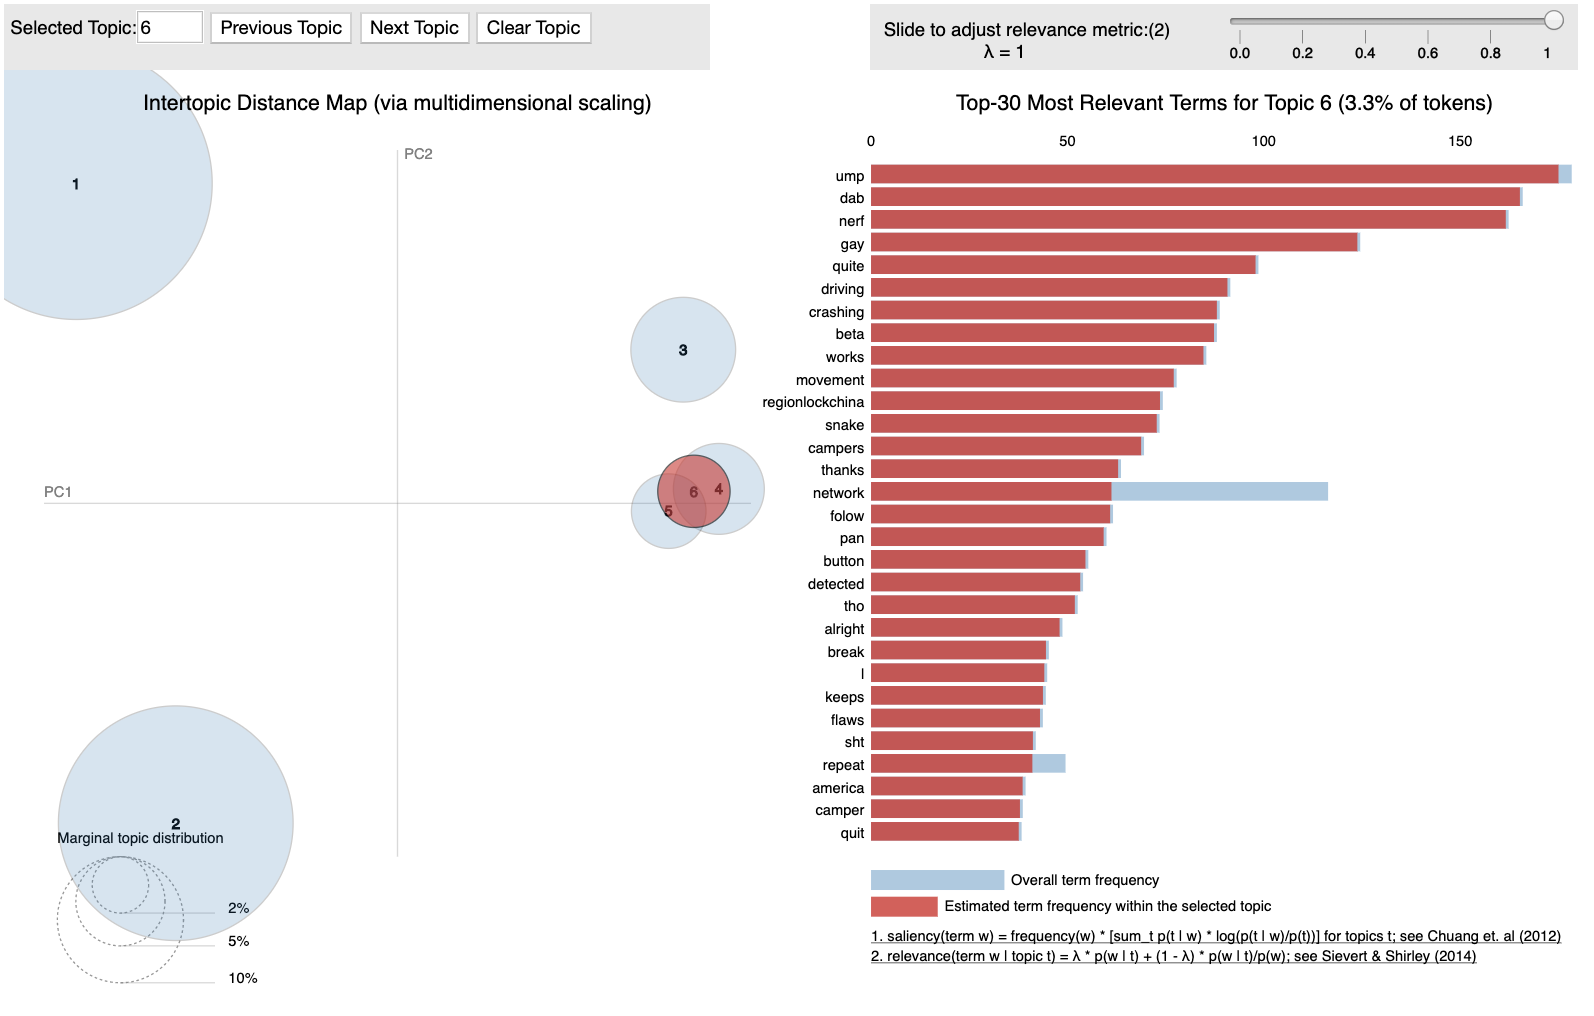 Selected Topic: 6 Previous Topic Next Topic Clear Topic
Slide to adjust relevance metric:(2)
λ = 1
0.0 0.2 0.4 0.6 0.8 1
Intertopic Distance Map (via multidimensional scaling)
PC2
PC1
1
3
6
4
5
2
Marginal topic distribution
2%
5%
10%
Top-30 Most Relevant Terms for Topic 6 (3.3% of tokens)
0 50 100 150
ump
dab
nerf
gay
quite
driving
crashing
beta
works
movement
regionlockchina
snake
campers
thanks
network
folow
pan
button
detected
tho
alright
break
l
keeps
flaws
sht
repeat
america
camper
quit
Overall term frequency
Estimated term frequency within the selected topic
1. saliency(term w) = frequency(w) * [sum_t p(t | w) * log(p(t | w)/p(t))] for topics t; see Chuang et. al (2012)
2. relevance(term w | topic t) = λ * p(w | t) + (1 - λ) * p(w | t)/p(w); see Sievert & Shirley (2014)